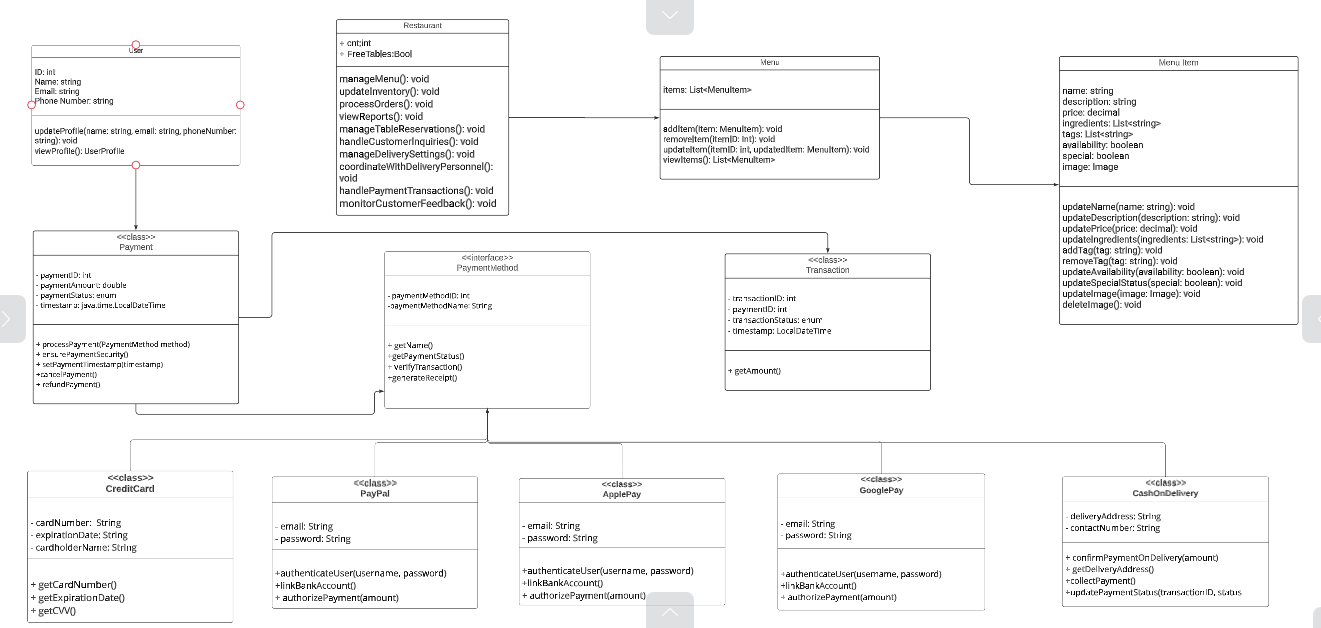 User
ID: int
Name: string
Email: string
Phone Number: string
updateProfile(name: string, email: string, phoneNumber:
string): void
viewProfile(): UserProfile
Restaurant
+ cnt:int
+ FreeTables:Bool
manageMenu(): void
updateInventory(): void
processOrders(): void
viewReports(): void
manageTableReservations(): void
handleCustomerInquiries(): void
manageDeliverySettings(): void
coordinateWithDeliveryPersonnel():
void
handlePaymentTransactions(): void
monitorCustomerFeedback(): void
Menu
items: List<MenuItem>
addItem(item: MenuItem): void
removeItem(itemID: int): void
updateItem(itemID: int, updatedItem: MenuItem): void
viewItems(): List<MenuItem>
Menu Item
name: string
description: string
price: decimal
ingredients: List<string>
tags: List<string>
availability: boolean
special: boolean
image: Image
updateName(name: string): void
updateDescription(description: string): void
updatePrice(price: decimal): void
updateIngredients(ingredients: List<string>): void
addTag(tag: string): void
removeTag(tag: string): void
updateAvailability(availability: boolean): void
updateSpecialStatus(special: boolean): void
updateImage(image: Image): void
deleteImage(): void
<<class>>
Payment
- paymentID: int
- paymentAmount: double
- paymentStatus: enum
- timestamp: java.time.LocalDateTime
+ processPayment(PaymentMethod method)
+ ensurePaymentSecurity()
+ setPaymentTimestamp(timestamp)
+cancelPayment()
+ refundPayment()
<<interface>>
PaymentMethod
- paymentMethodID: int
-paymentMethodName: String
+ getName()
+getPaymentStatus()
+ verifyTransaction()
+generateReceipt()
<<class>>
Transaction
- transactionID: int
- paymentID: int
- transactionStatus: enum
- timestamp: LocalDateTime
+ getAmount()
<<class>>
CreditCard
- cardNumber: String
- expirationDate: String
- cardholderName: String
+ getCardNumber()
+ getExpirationDate()
+ getCVV()
<<class>>
PayPal
- email: String
- password: String
+authenticateUser(username, password)
+linkBankAccount()
+ authorizePayment(amount)
<<class>>
ApplePay
- email: String
- password: String
+authenticateUser(username, password)
+linkBankAccount()
+ authorizePayment(amount)
<<class>>
GooglePay
- email: String
- password: String
+authenticateUser(username, password)
+linkBankAccount()
+ authorizePayment(amount)
<<class>>
CashOnDelivery
- deliveryAddress: String
- contactNumber: String
+ confirmPaymentOnDelivery(amount)
+ getDeliveryAddress()
+collectPayment()
+updatePaymentStatus(transactionID, status